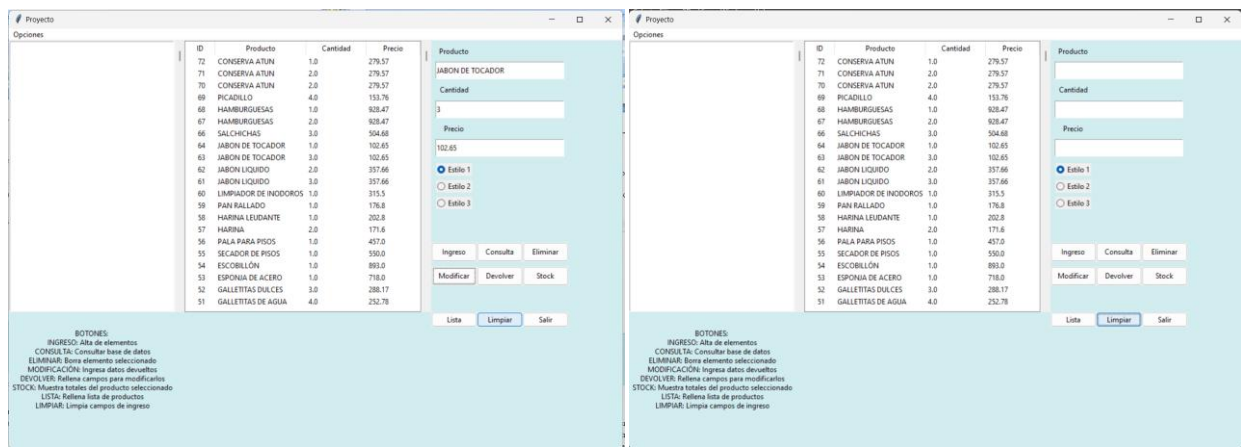 Proyecto
Opciones
ID Producto Cantidad Precio
72 CONSERVA ATUN 1.0 279.57
71 CONSERVA ATUN 2.0 279.57
70 CONSERVA ATUN 2.0 279.57
69 PICADILLO 4.0 153.76
68 HAMBURGUESAS 1.0 928.47
67 HAMBURGUESAS 2.0 928.47
66 SALCHICHAS 3.0 504.68
64 JABON DE TOCADOR 1.0 102.65
63 JABON DE TOCADOR 3.0 102.65
62 JABON LIQUIDO 2.0 357.66
61 JABON LIQUIDO 3.0 357.66
60 LIMPIADOR DE INODOROS 1.0 315.5
59 PAN RALLADO 1.0 176.8
58 HARINA LEUDANTE 1.0 202.8
57 HARINA 2.0 171.6
56 PALA PARA PISOS 1.0 457.0
55 SECADOR DE PISOS 1.0 550.0
54 ESCOBILLÓN 1.0 893.0
53 ESPONJA DE ACERO 1.0 718.0
52 GALLETITAS DULCES 3.0 288.17
51 GALLETITAS DE AGUA 4.0 252.78
Producto
JABON DE TOCADOR
Cantidad
3
Precio
102.65
Estilo 1
Estilo 2
Estilo 3
Ingreso Consulta Eliminar
Modificar Devolver Stock
Lista Limpiar Salir
BOTONES:
INGRESO: Alta de elementos
CONSULTA: Consultar base de datos
ELIMINAR: Borra elemento seleccionado
MODIFICACIÓN: Ingresa datos devueltos
DEVOLVER: Rellena campos para modificarlos
STOCK: Muestra totales del producto seleccionado
LISTA: Rellena lista de productos
LIMPIAR: Limpia campos de ingreso
Proyecto
Opciones
ID Producto Cantidad Precio
72 CONSERVA ATUN 1.0 279.57
71 CONSERVA ATUN 2.0 279.57
70 CONSERVA ATUN 2.0 279.57
69 PICADILLO 4.0 153.76
68 HAMBURGUESAS 1.0 928.47
67 HAMBURGUESAS 2.0 928.47
66 SALCHICHAS 3.0 504.68
64 JABON DE TOCADOR 1.0 102.65
63 JABON DE TOCADOR 3.0 102.65
62 JABON LIQUIDO 2.0 357.66
61 JABON LIQUIDO 3.0 357.66
60 LIMPIADOR DE INODOROS 1.0 315.5
59 PAN RALLADO 1.0 176.8
58 HARINA LEUDANTE 1.0 202.8
57 HARINA 2.0 171.6
56 PALA PARA PISOS 1.0 457.0
55 SECADOR DE PISOS 1.0 550.0
54 ESCOBILLÓN 1.0 893.0
53 ESPONJA DE ACERO 1.0 718.0
52 GALLETITAS DULCES 3.0 288.17
51 GALLETITAS DE AGUA 4.0 252.78
Producto
Cantidad
Precio
Estilo 1
Estilo 2
Estilo 3
Ingreso Consulta Eliminar
Modificar Devolver Stock
Lista Limpiar Salir
BOTONES:
INGRESO: Alta de elementos
CONSULTA: Consultar base de datos
ELIMINAR: Borra elemento seleccionado
MODIFICACIÓN: Ingresa datos devueltos
DEVOLVER: Rellena campos para modificarlos
STOCK: Muestra totales del producto seleccionado
LISTA: Rellena lista de productos
LIMPIAR: Limpia campos de ingreso